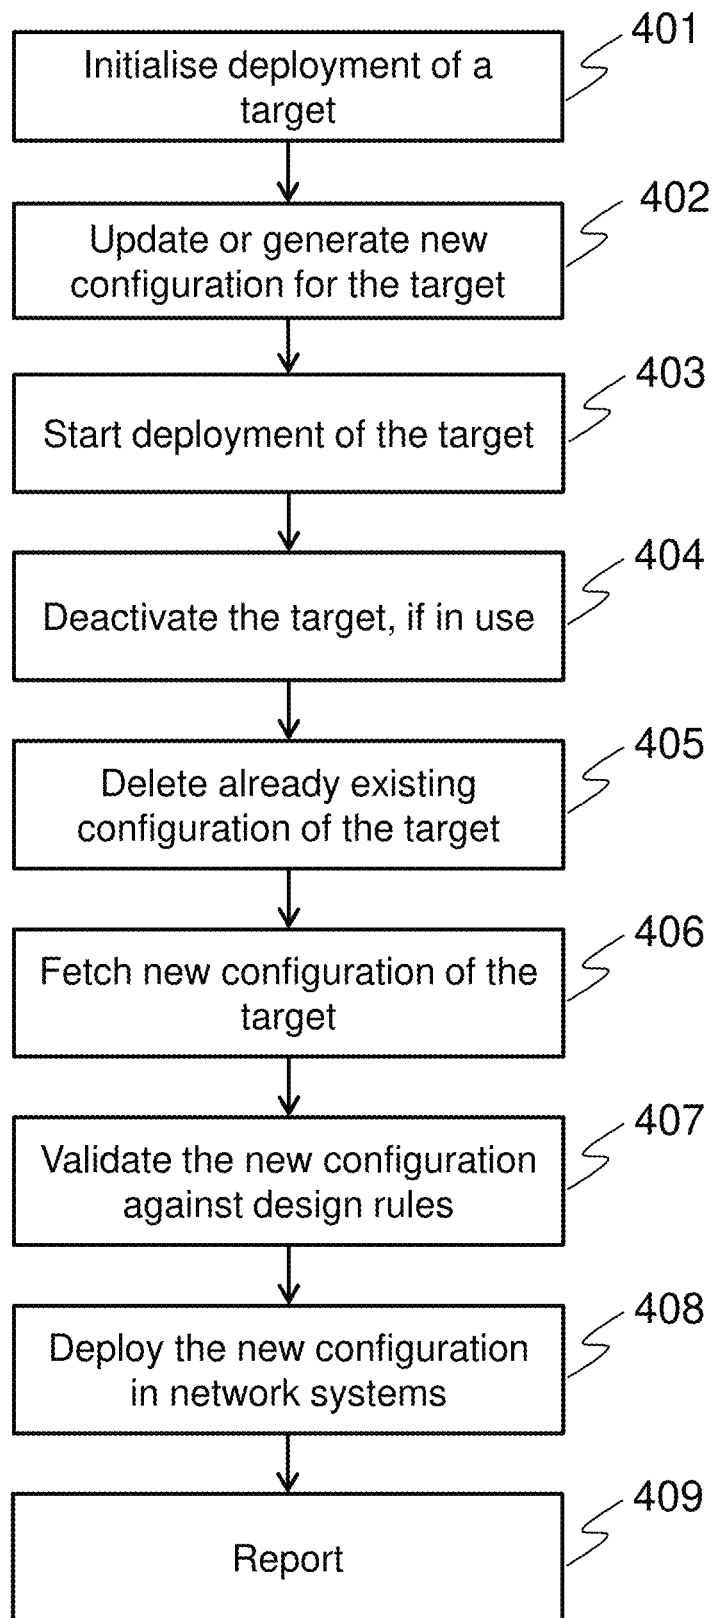 401
Initialise deployment of a
target
402
Update or generate new
configuration for the target
403
Start deployment of the target
404
Deactivate the target, if in use
405
Delete already existing
configuration of the target
406
Fetch new configuration of the
target
407
Validate the new configuration
against design rules
408
Deploy the new configuration
in network systems
409
Report